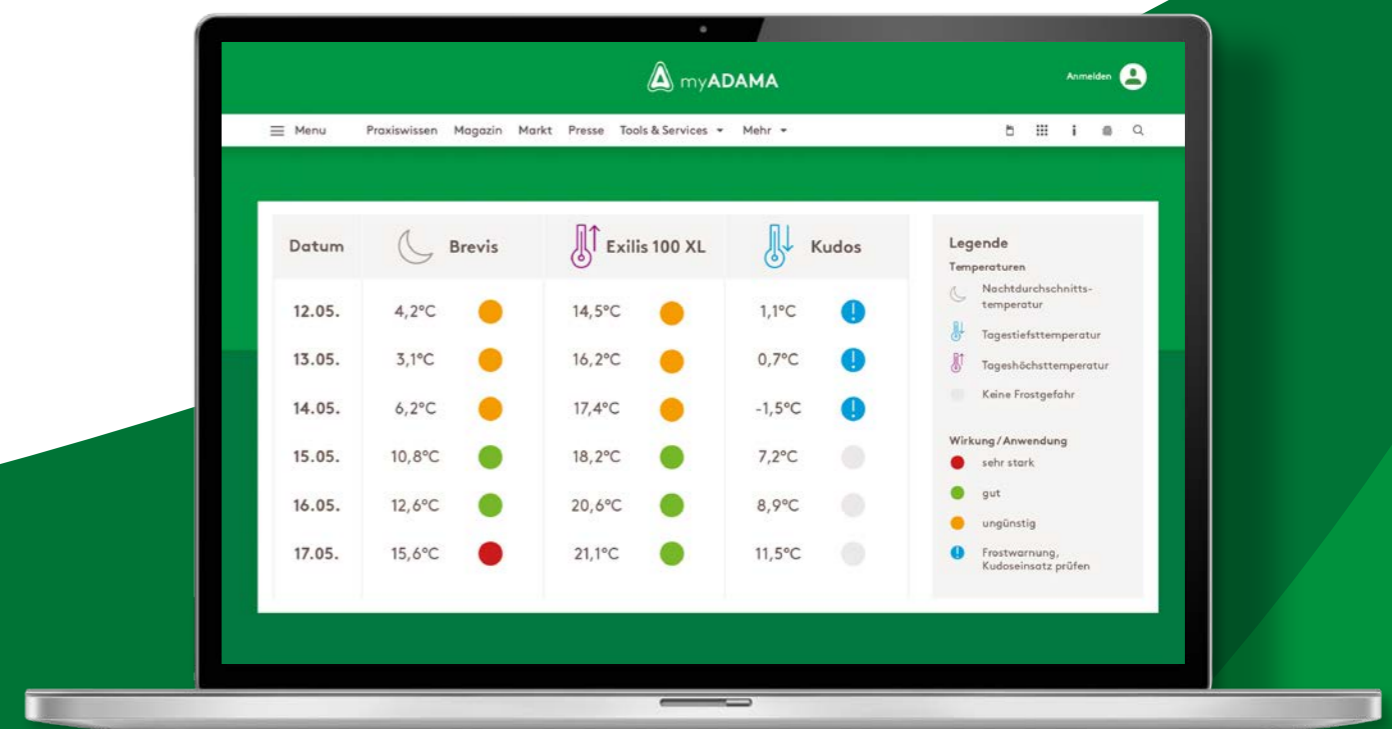 myADAMA
Anmelden
Menu Praxiswissen Magazin Markt Presse Tools & Services Mehr
Datum Brevis Exilis 100 XL Kudos
12.05. 4,2°C 14,5°C 1,1°C !
13.05. 3,1°C 16,2°C 0,7°C !
14.05. 6,2°C 17,4°C -1,5°C !
15.05. 10,8°C 18,2°C 7,2°C
16.05. 12,6°C 20,6°C 8,9°C
17.05. 15,6°C 21,1°C 11,5°C
Legende
Temperaturen
Nachtdurchschnitts-
temperatur
Tagestiefsttemperatur
Tageshöchsttemperatur
Keine Frostgefahr
Wirkung / Anwendung
sehr stark
gut
ungünstig
! Frostwarnung,
Kudoseinsatz prüfen